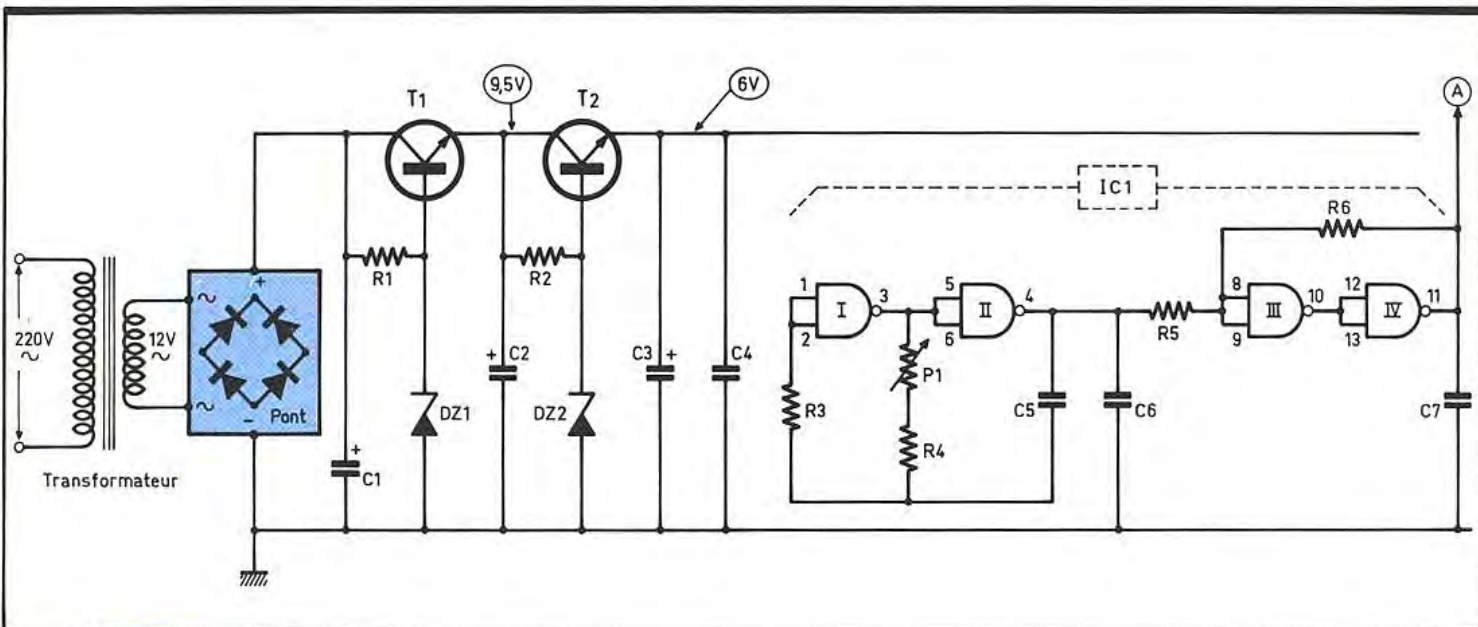 T1
9,5V
T2
6V
A
IC1
R6
R1
R2
1
2
I
3
5
6
II
4
R5
8
9
III
10
12
13
IV
11
220V
~
12V
~
~
+
-
Pont
~
+
C1
DZ1
+
C2
DZ2
C3
+
C4
R3
P1
R4
C5
C6
C7
Transformateur